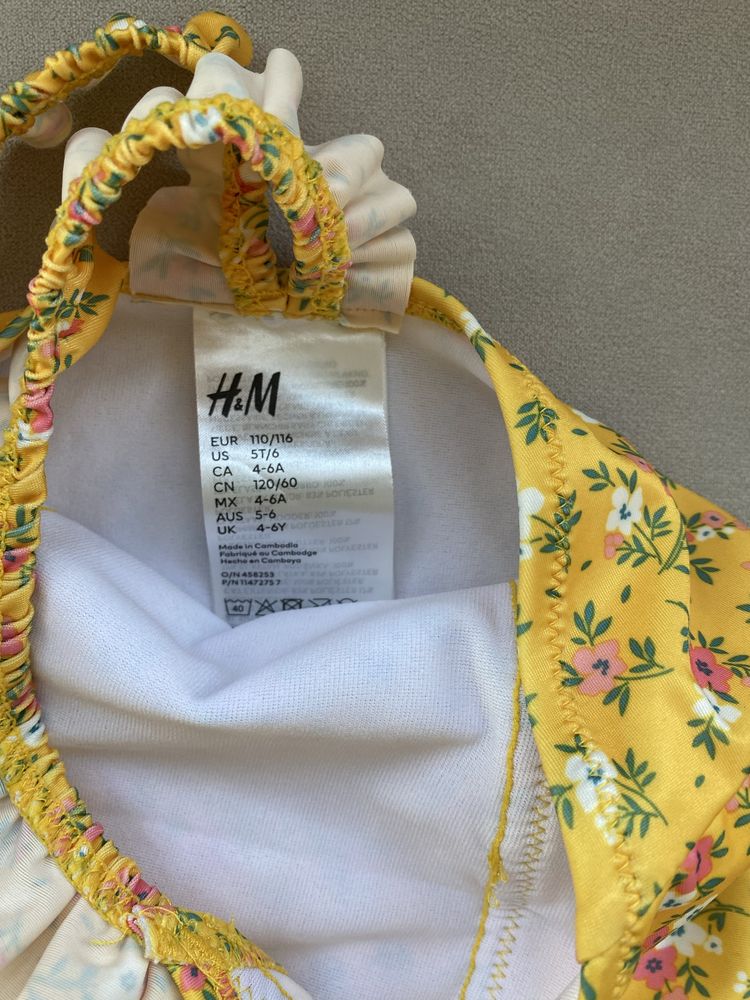 H&M
EUR 110/116
US 5T/6
CA 4-6A
CN 120/60
MX 4-6A
AUS 5-6
UK 4-6Y
Made in Cambodia
Fabriqué au Cambodge
Hecho en Camboya
O/N 458253
P/N 11472757
40